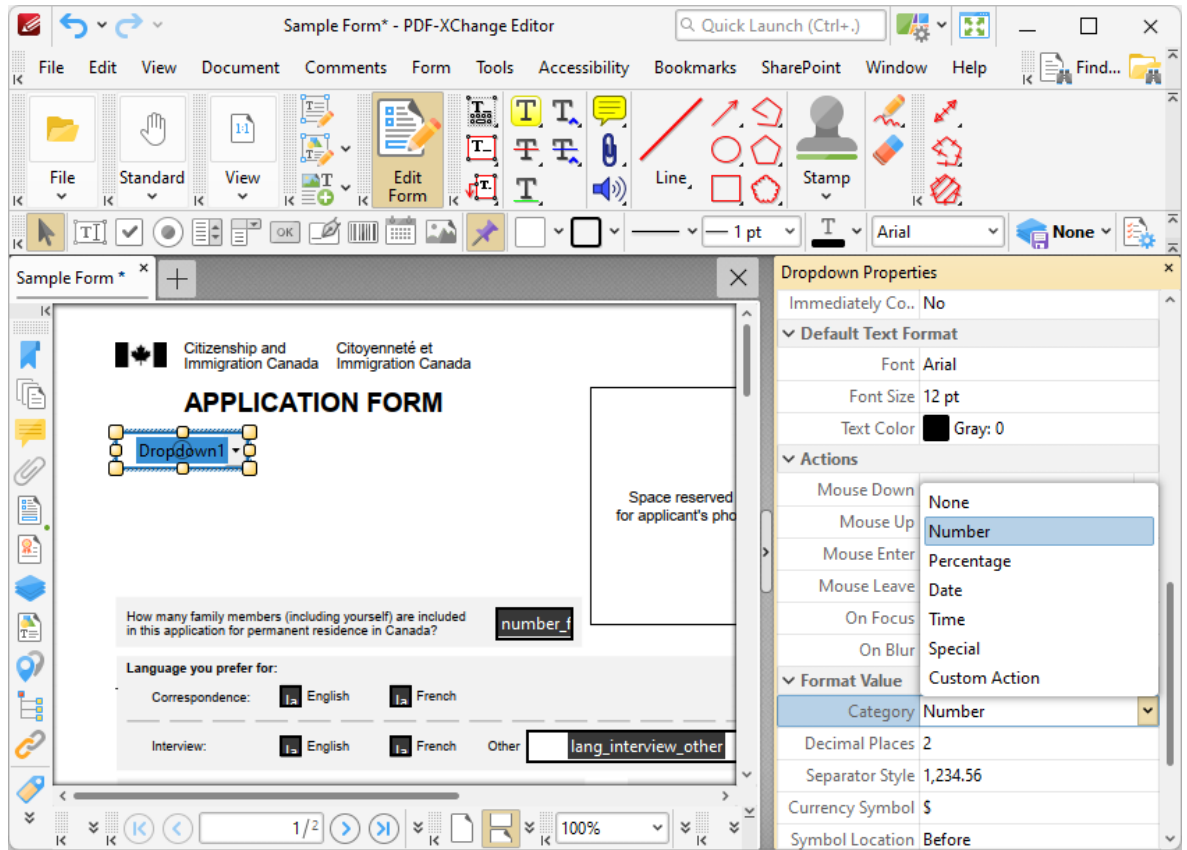 Sample Form* - PDF-XChange Editor
Quick Launch (Ctrl+.)
File Edit View Document Comments Form Tools Accessibility Bookmarks SharePoint Window Help Find...
File Standard View Edit Form Line Stamp
1:1
OK
1 pt
T
Arial
None
Sample Form *
Citizenship and Immigration Canada
Citoyenneté et Immigration Canada
APPLICATION FORM
Dropdown1
Space reserved
for applicant's pho
How many family members (including yourself) are included
in this application for permanent residence in Canada?
number_f
Language you prefer for:
Correspondence: la English la French
Interview: la English la French Other lang_interview_other
1/2
100%
Dropdown Properties
Immediately Co.. No
Default Text Format
Font Arial
Font Size 12 pt
Text Color Gray: 0
Actions
Mouse Down
Mouse Up
Mouse Enter
Mouse Leave
On Focus
On Blur
None
Number
Percentage
Date
Time
Special
Custom Action
Format Value
Category Number
Decimal Places 2
Separator Style 1,234.56
Currency Symbol $
Symbol Location Before